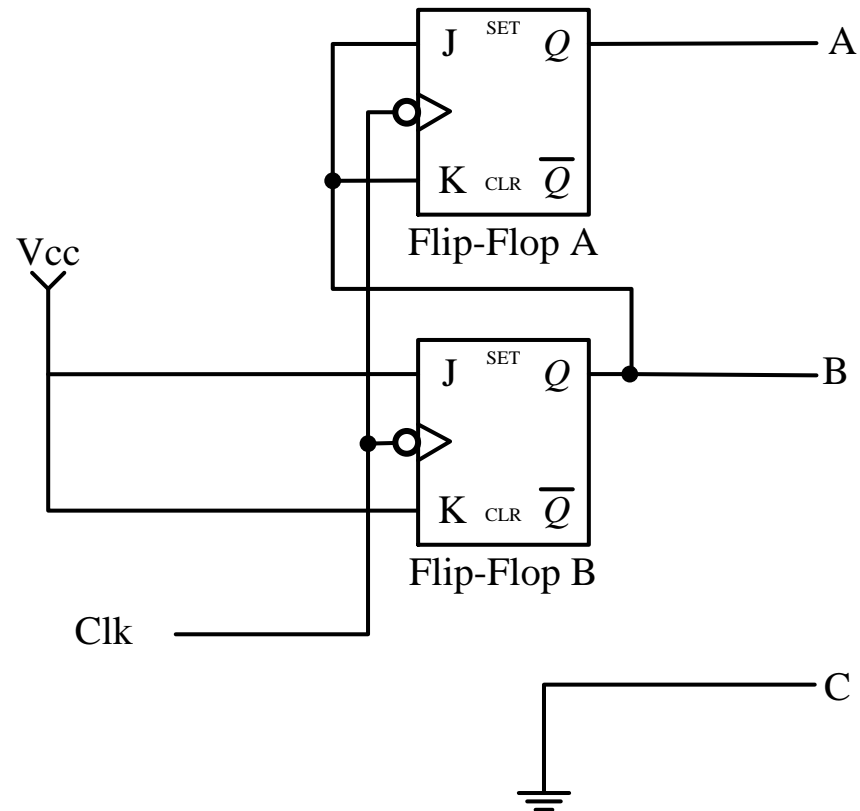 J SET Q A
K CLR Q̅
Flip-Flop A
Vcc
J SET Q B
K CLR Q̅
Flip-Flop B
Clk
C